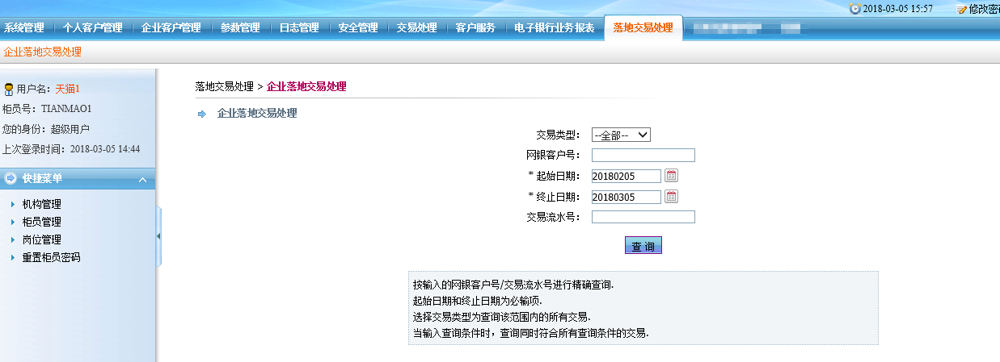 2018-03-05 15:57 修改密
系统管理 个人客户管理 企业客户管理 参数管理 日志管理 安全管理 交易处理 客户服务 电子银行业务报表 落地交易处理
企业落地交易处理
用户名：天猫1
柜员号：TIANMAO1
您的身份：超级用户
上次登录时间：2018-03-05 14:44
快捷菜单
机构管理
柜员管理
岗位管理
重置柜员密码
落地交易处理 > 企业落地交易处理
企业落地交易处理
交易类型： --全部--
网银客户号：
* 起始日期： 20180205
* 终止日期： 20180305
交易流水号：
查 询
按输入的网银客户号/交易流水号进行精确查询.
起始日期和终止日期为必输项.
选择交易类型为查询该范围内的所有交易.
当输入查询条件时，查询同时符合所有查询条件的交易.